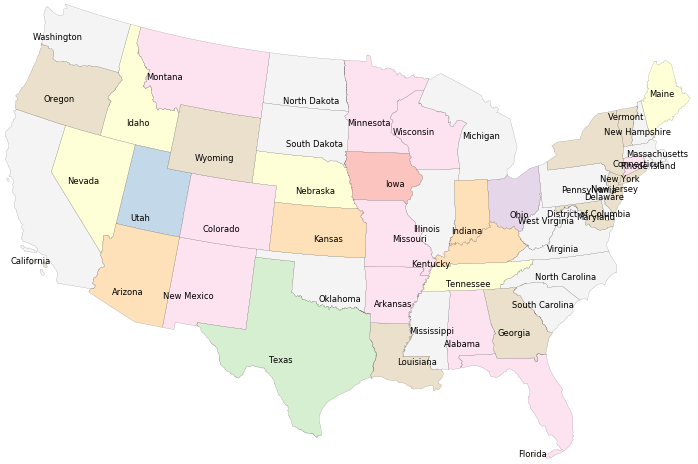 Washington
Montana
Maine
Oregon
North Dakota
Idaho
Minnesota
Vermont
Wisconsin
New Hampshire
Michigan
South Dakota
Wyoming
Massachusetts
Connecticut
Rhode Island
Nevada
Nebraska
Iowa
New York
Pennsylvania
New Jersey
Delaware
Utah
Ohio
District of Columbia
Maryland
West Virginia
Colorado
Illinois
Indiana
Kansas
Missouri
Virginia
California
Kentucky
North Carolina
Arizona
New Mexico
Tennessee
Oklahoma
Arkansas
South Carolina
Mississippi
Georgia
Alabama
Texas
Louisiana
Florida